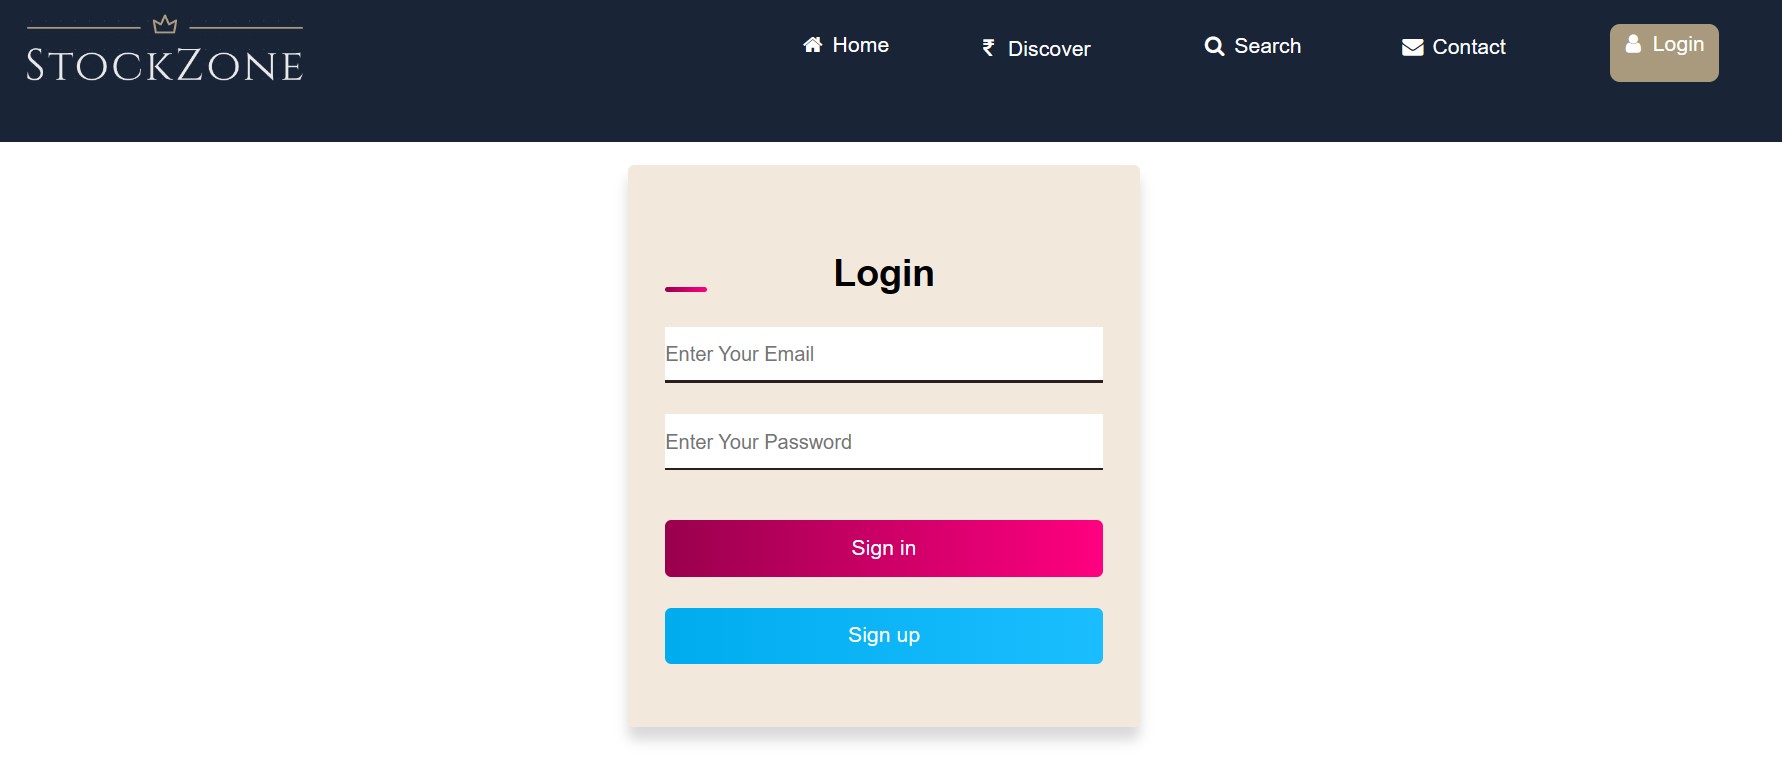 StockZone
Home
₹ Discover
Search
Contact
Login
Login
Enter Your Email
Enter Your Password
Sign in
Sign up